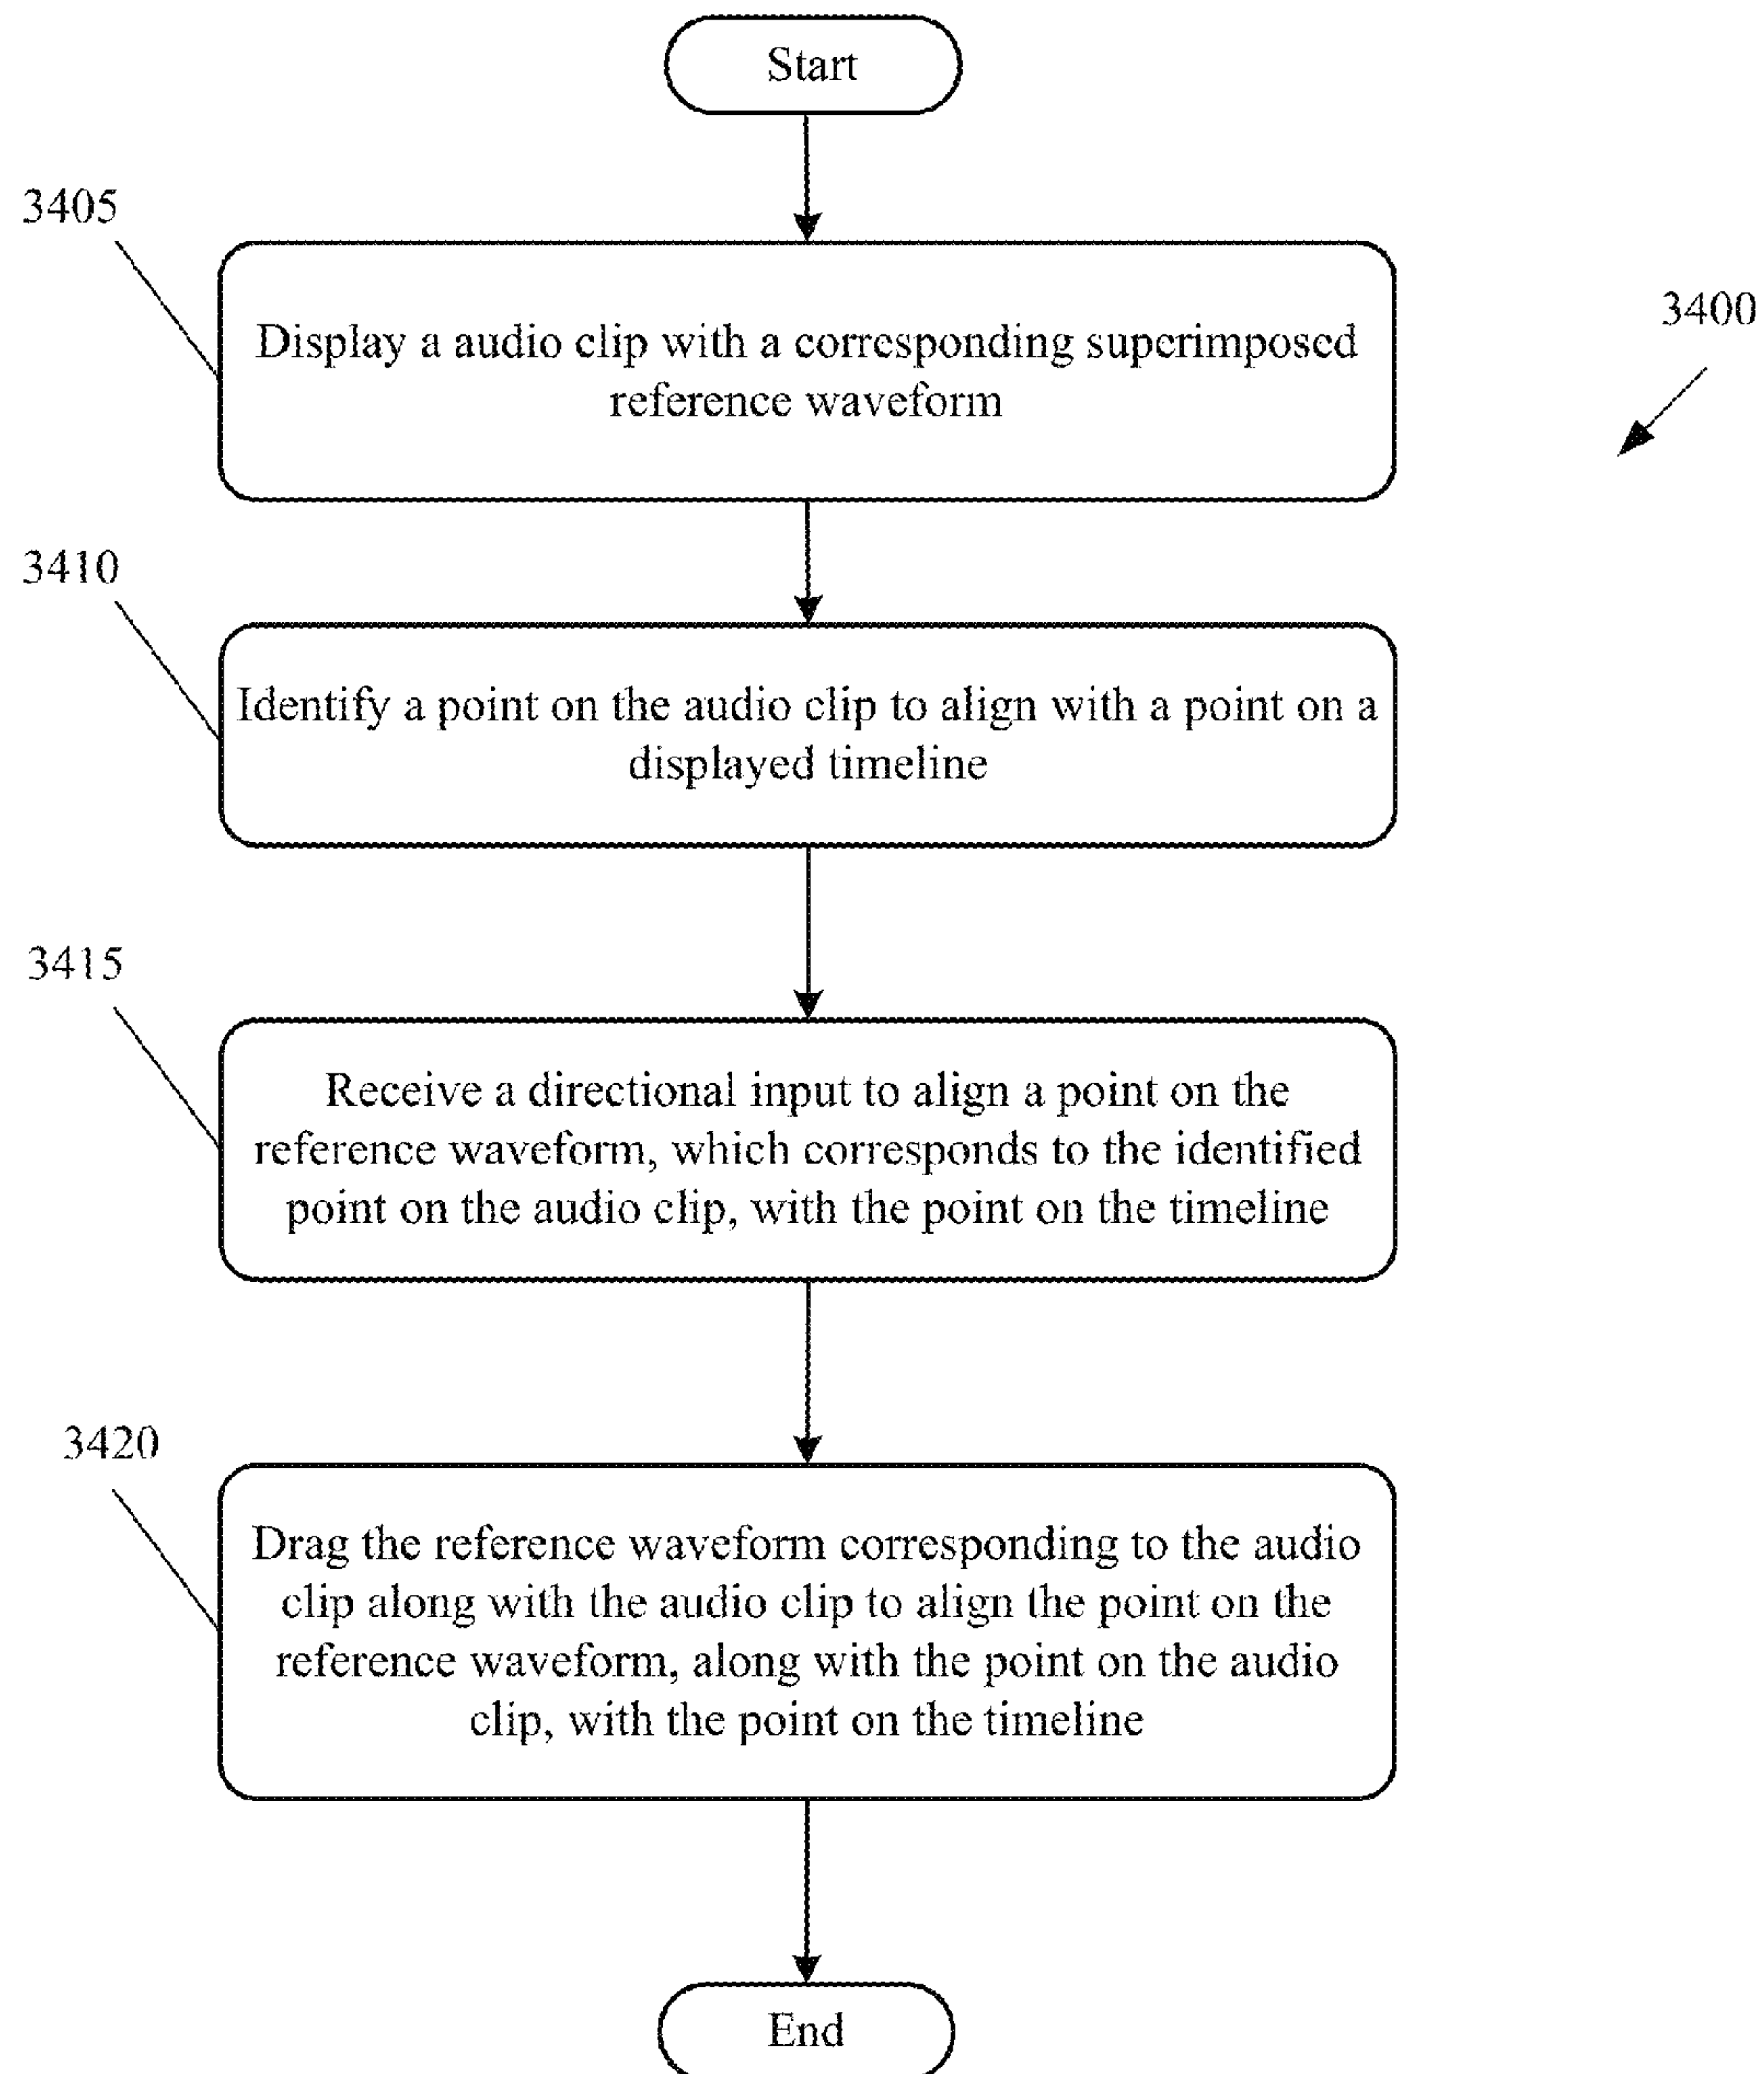 Start
3405
Display a audio clip with a corresponding superimposed
reference waveform
3400
3410
Identify a point on the audio clip to align with a point on a
displayed timeline
3415
Receive a directional input to align a point on the
reference waveform, which corresponds to the identified
point on the audio clip, with the point on the timeline
3420
Drag the reference waveform corresponding to the audio
clip along with the audio clip to align the point on the
reference waveform, along with the point on the audio
clip, with the point on the timeline
End